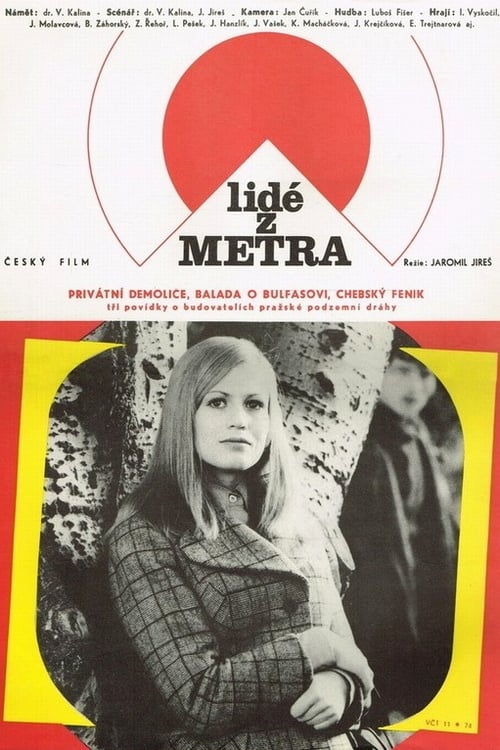 Námět: dr. V. Kalina - Scénář: dr. V. Kalina, J. Jireš - Kamera: Jan Čuřík - Hudba: Luboš Fišer - Hrají: I. Vyskočil,
J. Molavcová, B. Záhorský, Z. Řehoř, L. Pešek, J. Hanzlík, J. Vašek, K. Macháčková, J. Krejčíková, E. Trejtnarová aj.
lidé
z
METRA
ČESKÝ FILM
Režie: JAROMIL JIREŠ
PRIVÁTNÍ DEMOLICE, BALADA O BULFASOVI, CHEBSKÝ FENIK
tři povídky o budovatelích pražské podzemní dráhy
VČT 11 * 74